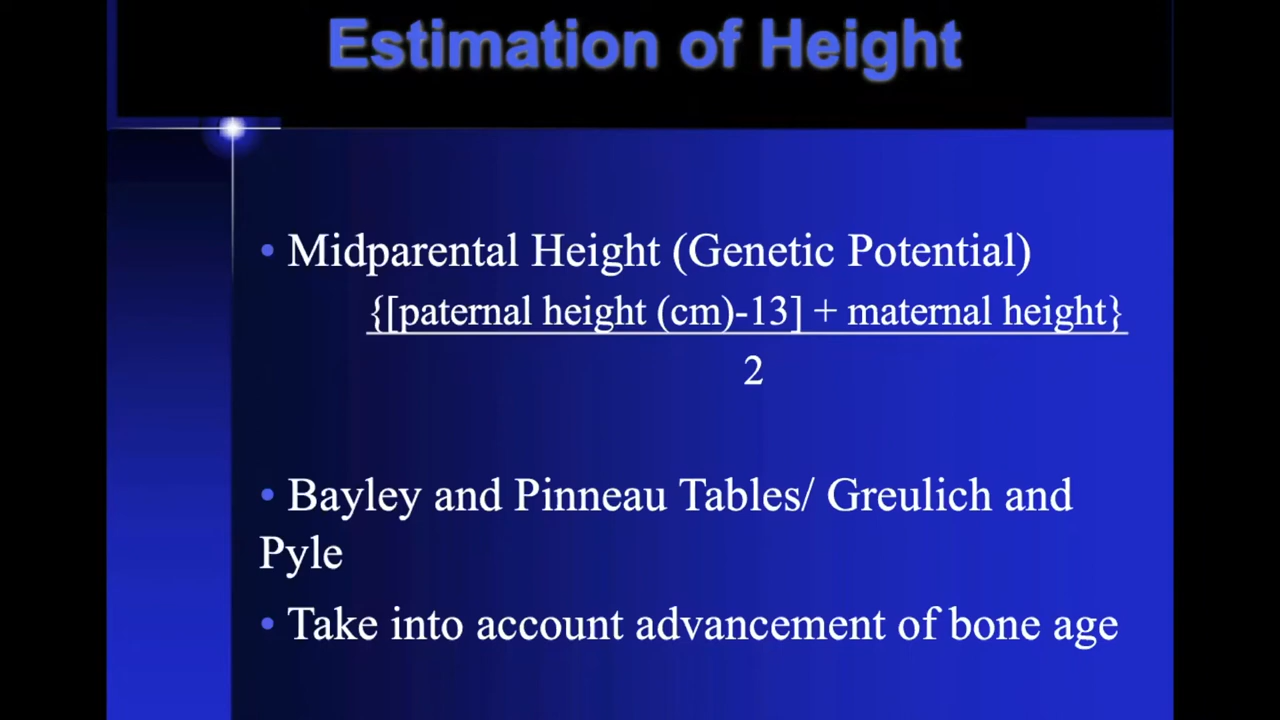 Estimation of Height
• Midparental Height (Genetic Potential)
{[paternal height (cm)-13] + maternal height}
2
• Bayley and Pinneau Tables/ Greulich and
Pyle
• Take into account advancement of bone age